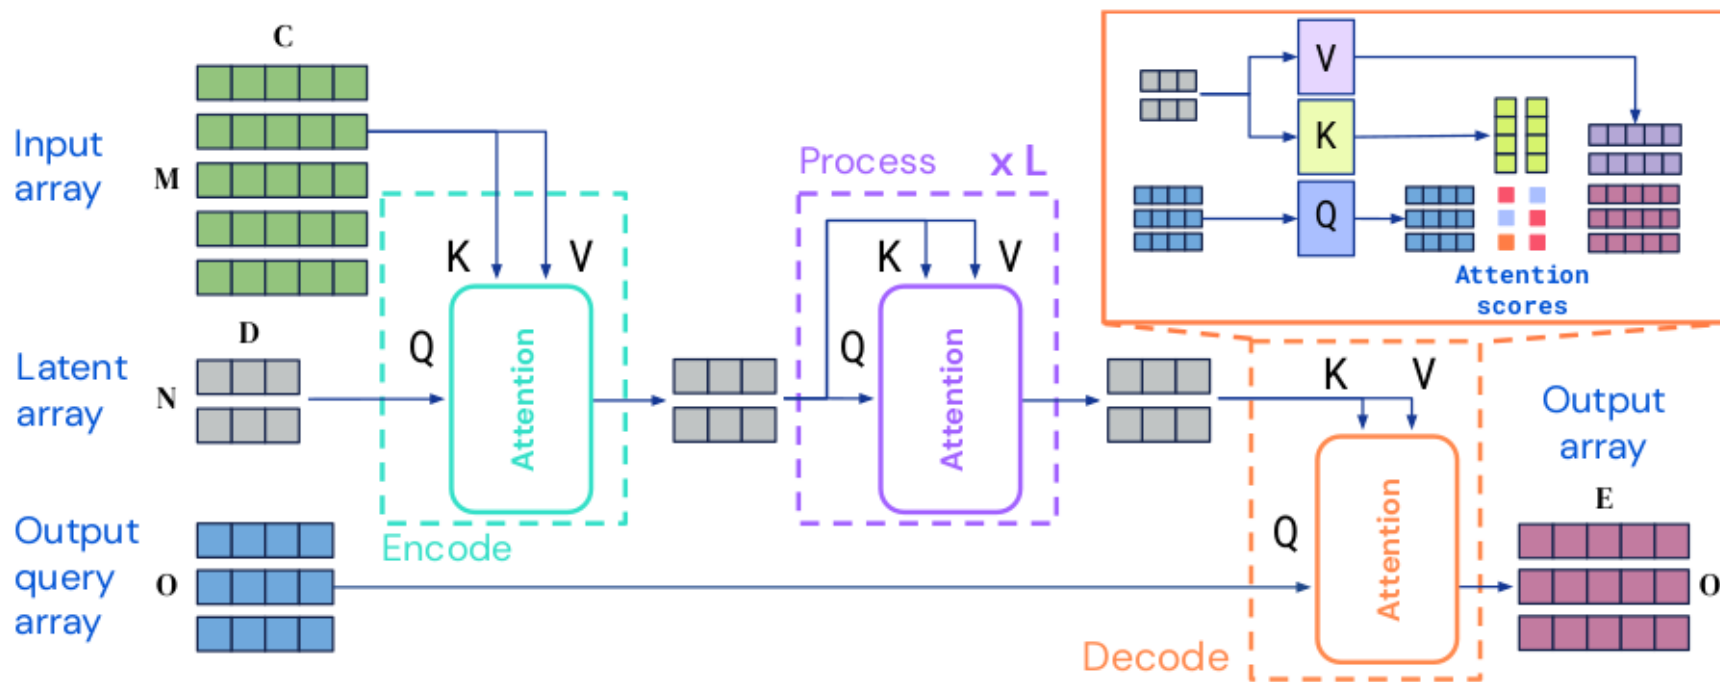 C
Input
array
M
D
Latent
array
N
Output
query
array
O
K
V
Q
Attention
Encode
Process
x L
K
V
Q
Attention
V
K
Q
Attention
scores
K
V
Q
Attention
Decode
Output
array
E
O